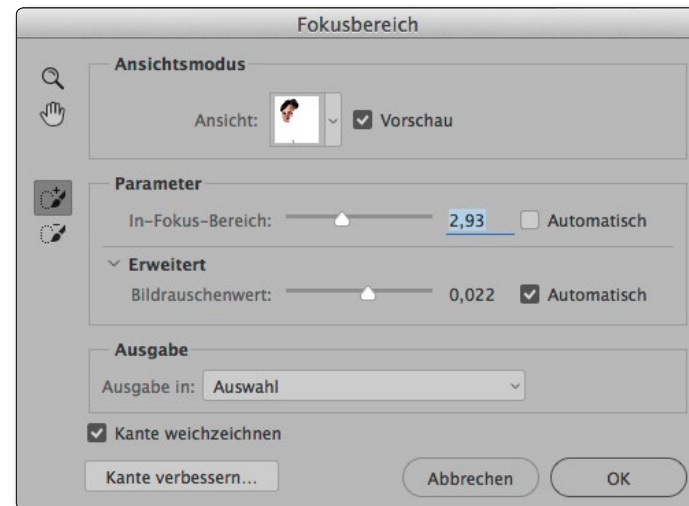 Fokusbereich
Ansichtsmodus
Ansicht: Vorschau
Parameter
In-Fokus-Bereich: 2,93 Automatisch
Erweitert
Bildrauschenwert: 0,022 Automatisch
Ausgabe
Ausgabe in: Auswahl
Kante weichzeichnen
Kante verbessern... Abbrechen OK